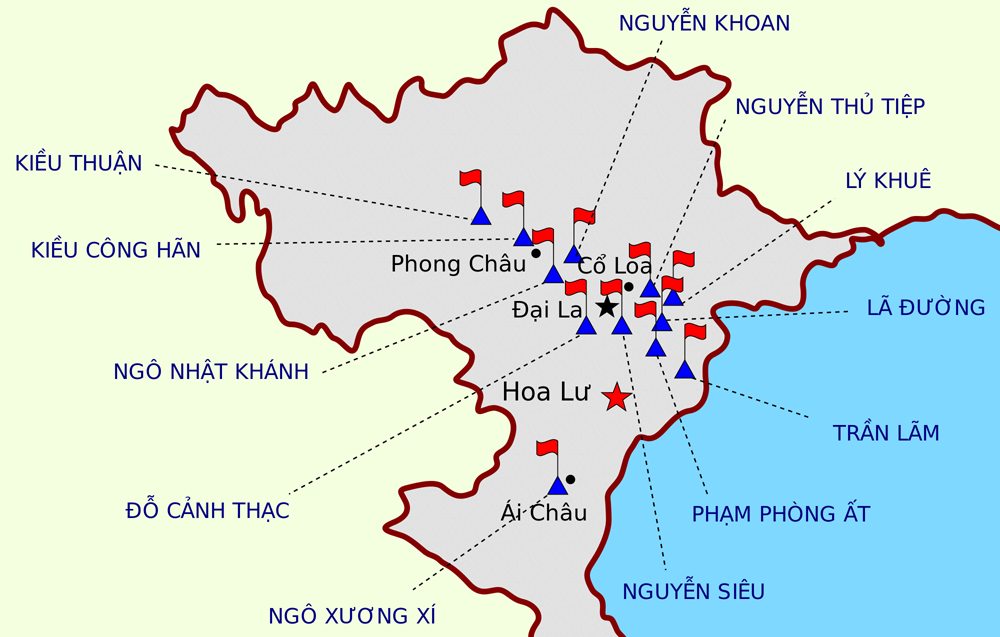 NGUYỄN KHOAN
NGUYỄN THỦ TIỆP
KIỀU THUẬN
LÝ KHUÊ
KIỀU CÔNG HÃN
Phong Châu
Cổ Loa
Đại La
LÃ ĐƯỜNG
NGÔ NHẬT KHÁNH
Hoa Lư
TRẦN LÃM
ĐỖ CẢNH THẠC
Ái Châu
PHẠM PHÒNG ẤT
NGUYỄN SIÊU
NGÔ XƯƠNG XÍ